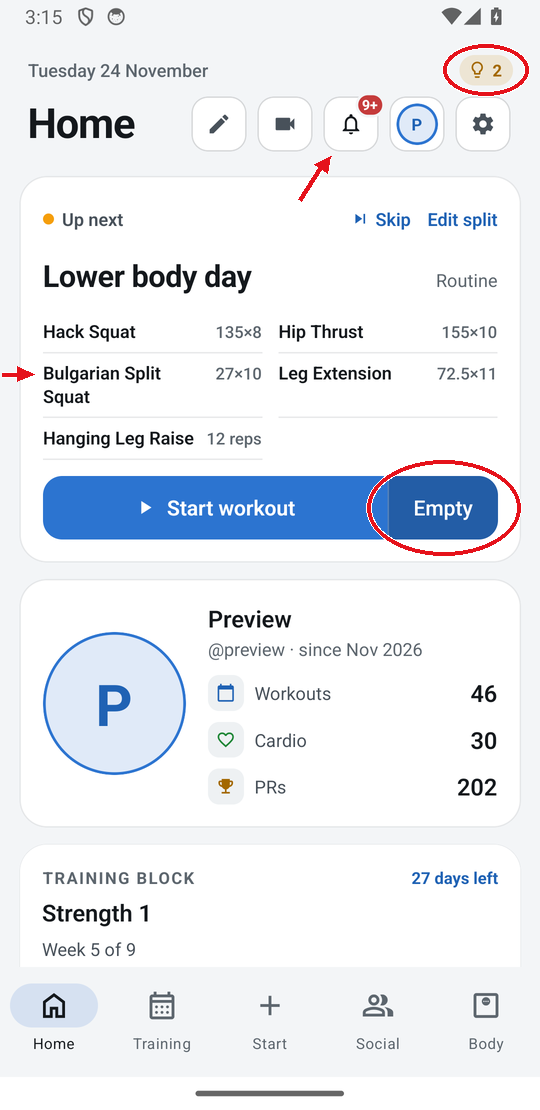 3:15
Tuesday 24 November
2
Home
9+
P
Up next
Skip
Edit split
Lower body day
Routine
Hack Squat 135×8
Hip Thrust 155×10
Bulgarian Split Squat 27×10
Leg Extension 72.5×11
Hanging Leg Raise 12 reps
Start workout
Empty
P
Preview
@preview · since Nov 2026
Workouts 46
Cardio 30
PRs 202
TRAINING BLOCK
27 days left
Strength 1
Week 5 of 9
Home
Training
Start
Social
Body